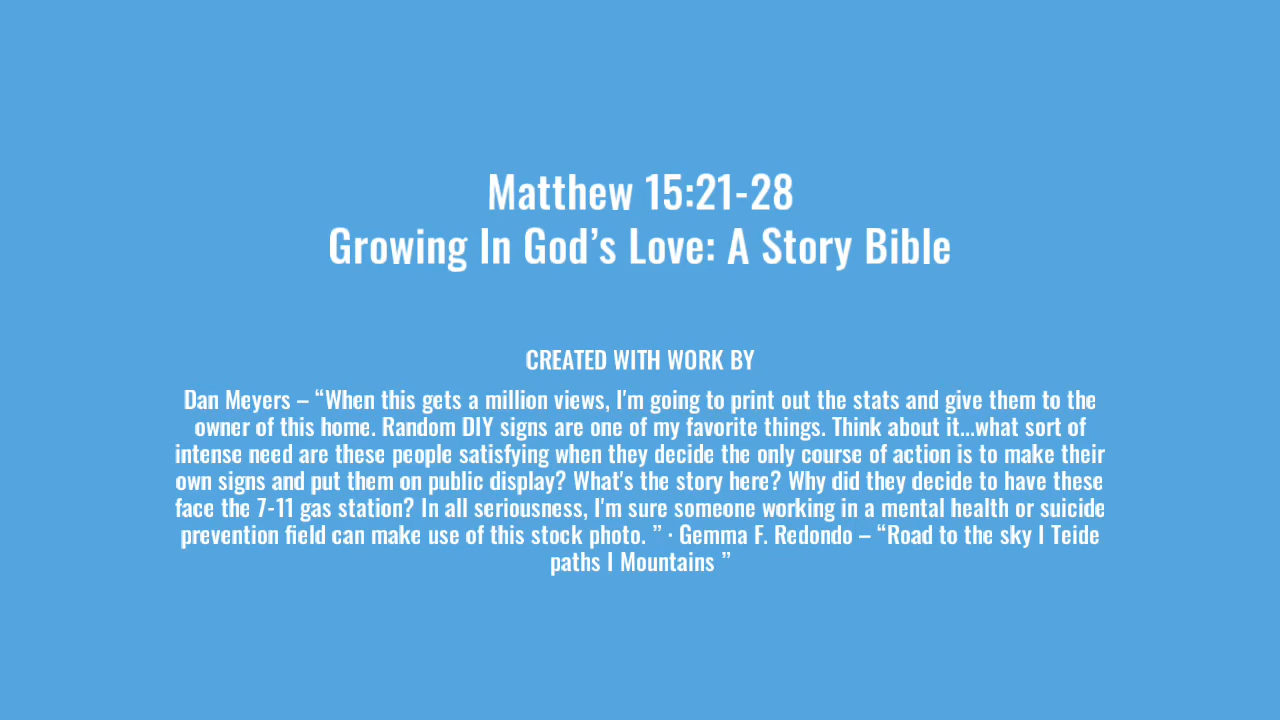 Matthew 15:21-28
Growing In God’s Love: A Story Bible
CREATED WITH WORK BY
Dan Meyers – “When this gets a million views, I'm going to print out the stats and give them to the
owner of this home. Random DIY signs are one of my favorite things. Think about it...what sort of
intense need are these people satisfying when they decide the only course of action is to make their
own signs and put them on public display? What's the story here? Why did they decide to have these
face the 7-11 gas station? In all seriousness, I'm sure someone working in a mental health or suicide
prevention field can make use of this stock photo. ” · Gemma F. Redondo – “Road to the sky I Teide
paths I Mountains ”